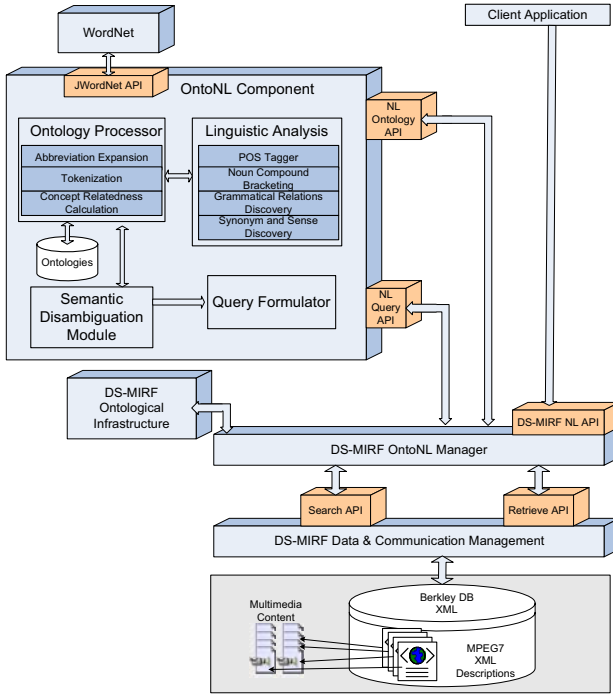 WordNet
Client Application
JWordNet API
OntoNL Component
NL
Ontology
API
Ontology Processor
Abbreviation Expansion
Tokenization
Concept Relatedness
Calculation
Linguistic Analysis
POS Tagger
Noun Compound
Bracketing
Grammatical Relations
Discovery
Synonym and Sense
Discovery
Ontologies
Semantic
Disambiguation
Module
Query Formulator
NL
Query
API
DS-MIRF
Ontological
Infrastructure
DS-MIRF NL API
DS-MIRF OntoNL Manager
Search API
Retrieve API
DS-MIRF Data & Communication Management
Multimedia
Content
Berkley DB
XML
MPEG7
XML
Descriptions